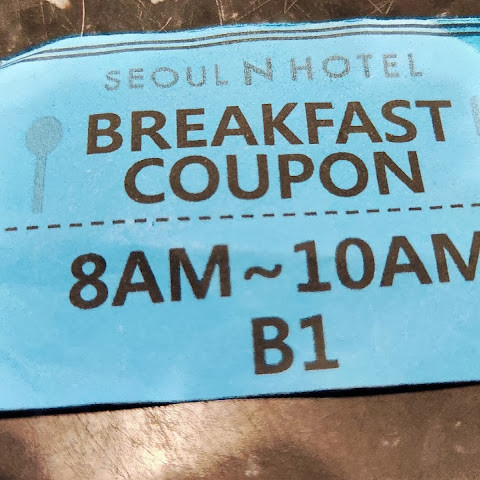 SEOUL N HOTEL
BREAKFAST
COUPON
8AM~10AM
B1